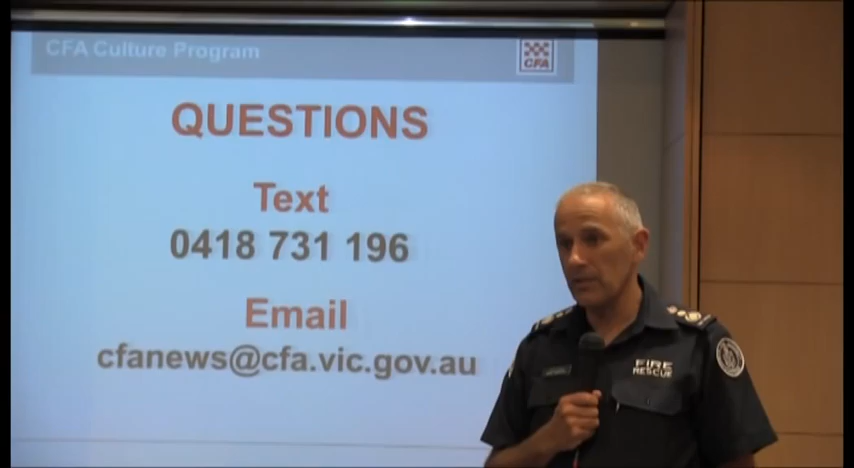 CFA Culture Program
CFA
QUESTIONS
Text
0418 731 196
Email
cfanews@cfa.vic.gov.au
FIRE
RESCUE